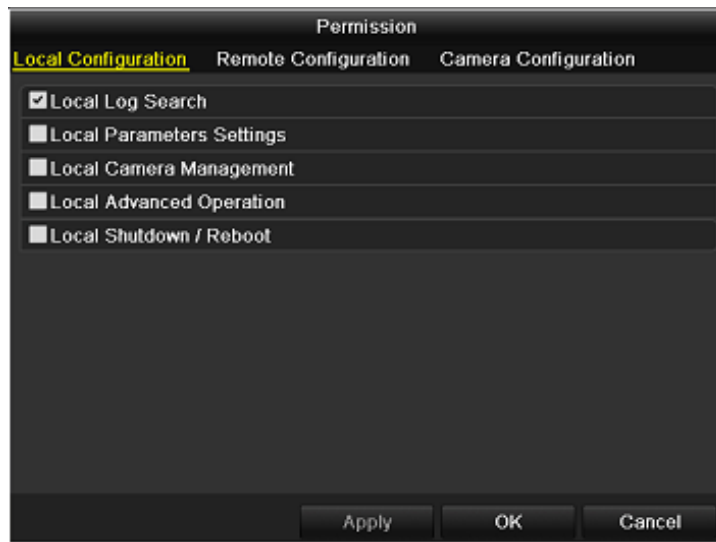 Permission
Local Configuration Remote Configuration Camera Configuration
Local Log Search
Local Parameters Settings
Local Camera Management
Local Advanced Operation
Local Shutdown / Reboot
Apply OK Cancel